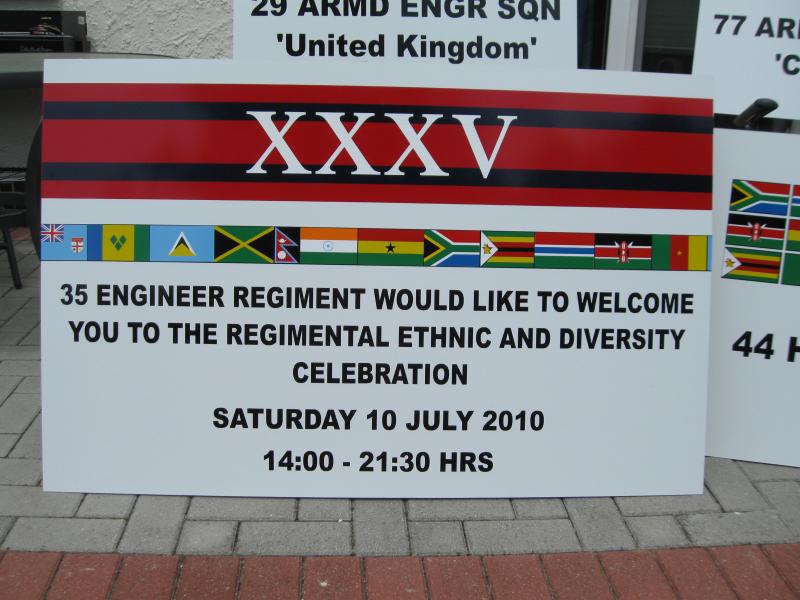 29 ARMD ENGR SQN
'United Kingdom'
77
XXXV
35 ENGINEER REGIMENT WOULD LIKE TO WELCOME
YOU TO THE REGIMENTAL ETHNIC AND DIVERSITY
CELEBRATION
SATURDAY 10 JULY 2010
14:00 - 21:30 HRS
44